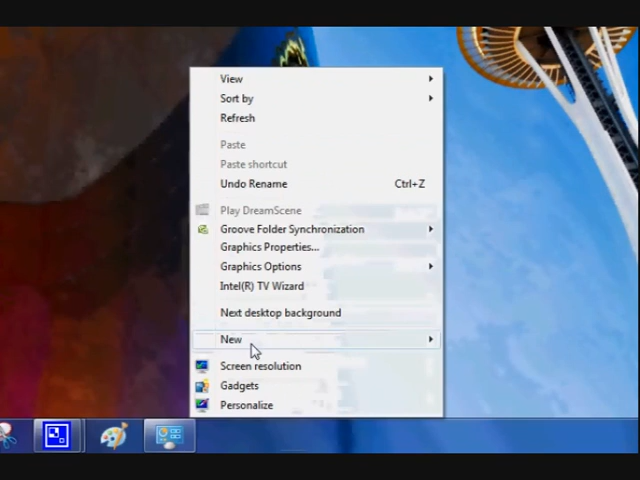 View
Sort by
Refresh
Paste
Paste shortcut
Undo Rename Ctrl+Z
Play DreamScene
Groove Folder Synchronization
Graphics Properties...
Graphics Options
Intel(R) TV Wizard
Next desktop background
New
Screen resolution
Gadgets
Personalize